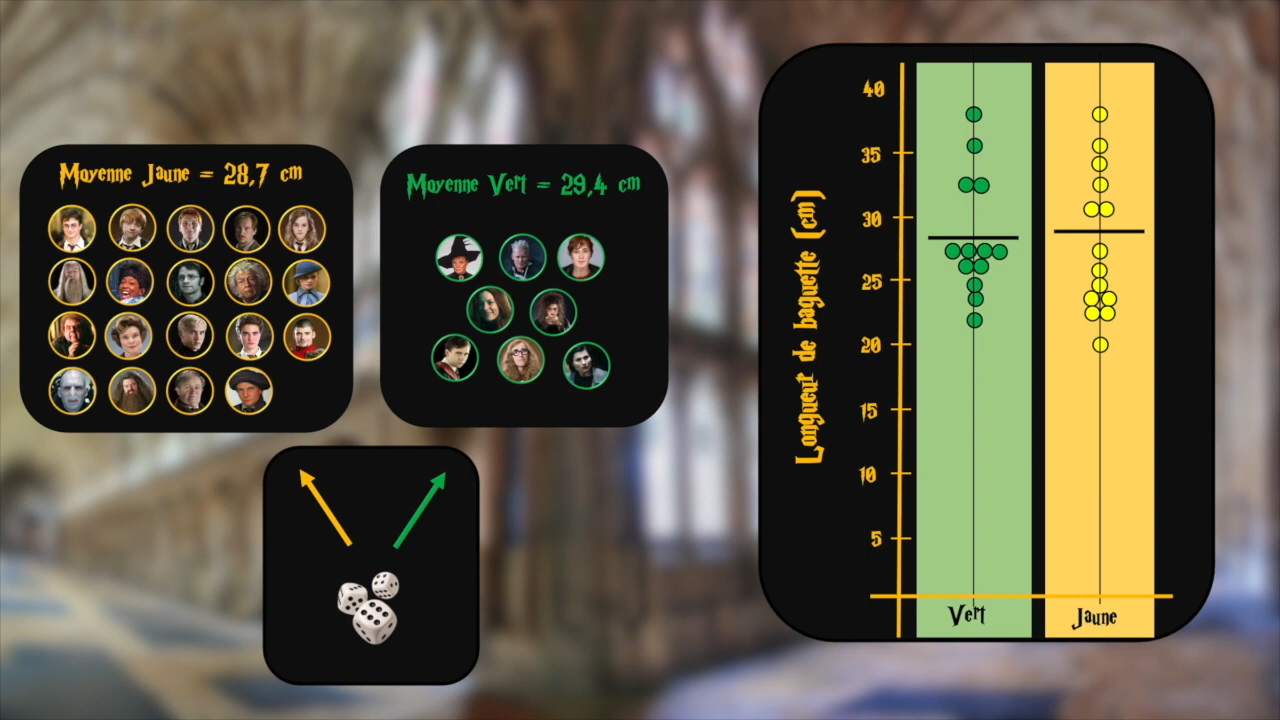 Moyenne Jaune = 28,7 cm
Moyenne Vert = 29,4 cm
Longueur de baguette (cm)
40
35
30
25
20
15
10
5
Vert
Jaune